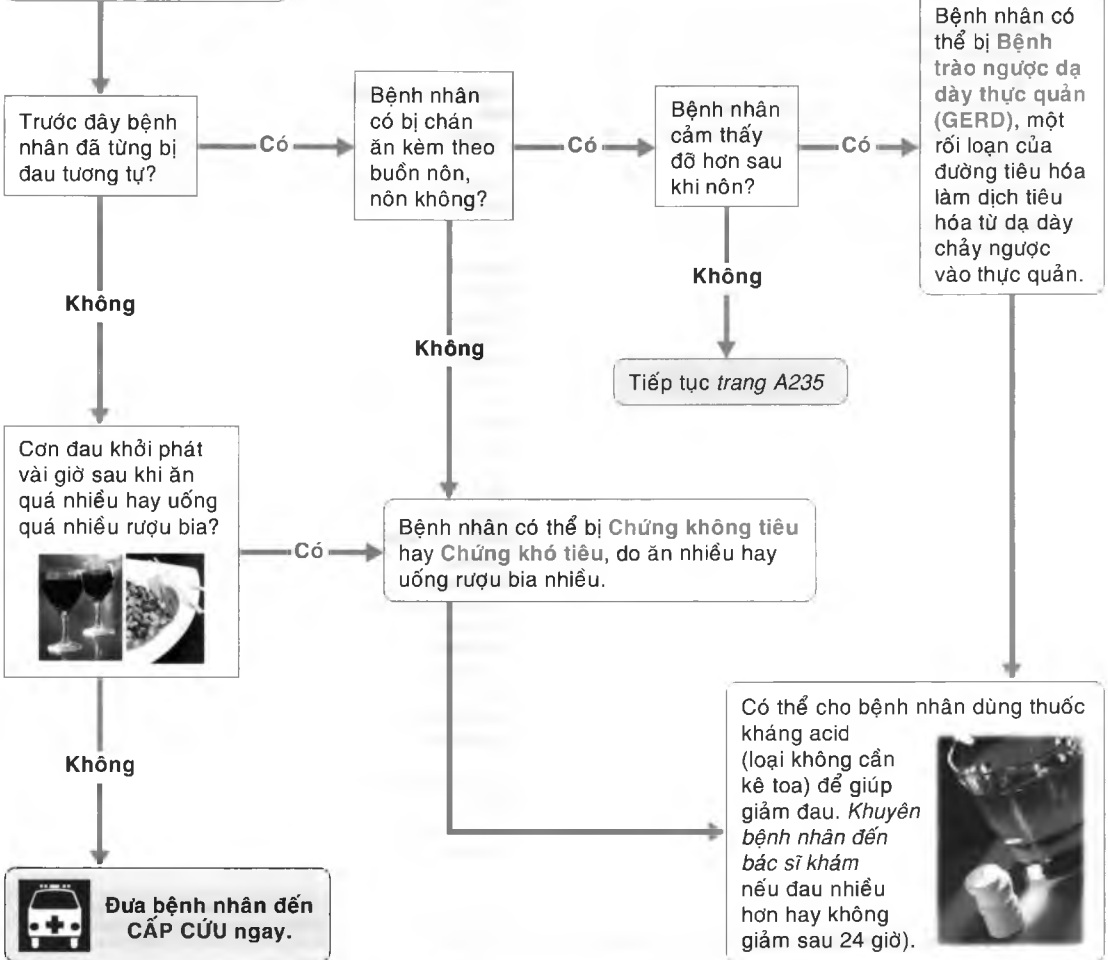 Trước đây bệnh
nhân đã từng bị
đau tương tự?
Có
Bệnh nhân
có bị chán
ăn kèm theo
buồn nôn,
nôn không?
Có
Bệnh nhân
cảm thấy
đỡ hơn sau
khi nôn?
Có
Bệnh nhân có
thể bị Bệnh
trào ngược dạ
dày thực quản
(GERD), một
rối loạn của
đường tiêu hóa
làm dịch tiêu
hóa từ dạ dày
chảy ngược
vào thực quản.
Không
Không
Không
Tiếp tục trang A235
Cơn đau khởi phát
vài giờ sau khi ăn
quá nhiều hay uống
quá nhiều rượu bia?
Có
Bệnh nhân có thể bị Chứng không tiêu
hay Chứng khó tiêu, do ăn nhiều hay
uống rượu bia nhiều.
Không
Có thể cho bệnh nhân dùng thuốc
kháng acid
(loại không cần
kê toa) để giúp
giảm đau. Khuyên
bệnh nhân đến
bác sĩ khám
nếu đau nhiều
hơn hay không
giảm sau 24 giờ).
Đưa bệnh nhân đến
CẤP CỨU ngay.